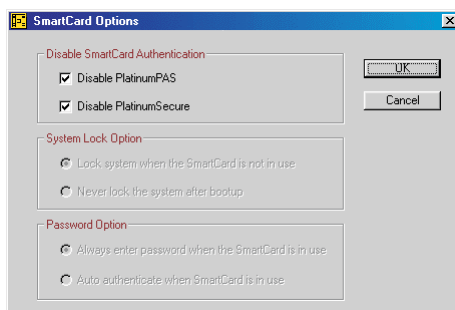 SmartCard Options
Disable SmartCard Authentication
Disable PlatinumPAS
Disable PlatinumSecure
OK
Cancel
System Lock Option
Lock system when the SmartCard is not in use
Never lock the system after bootup
Password Option
Always enter password when the SmartCard is in use
Auto authenticate when SmartCard is in use